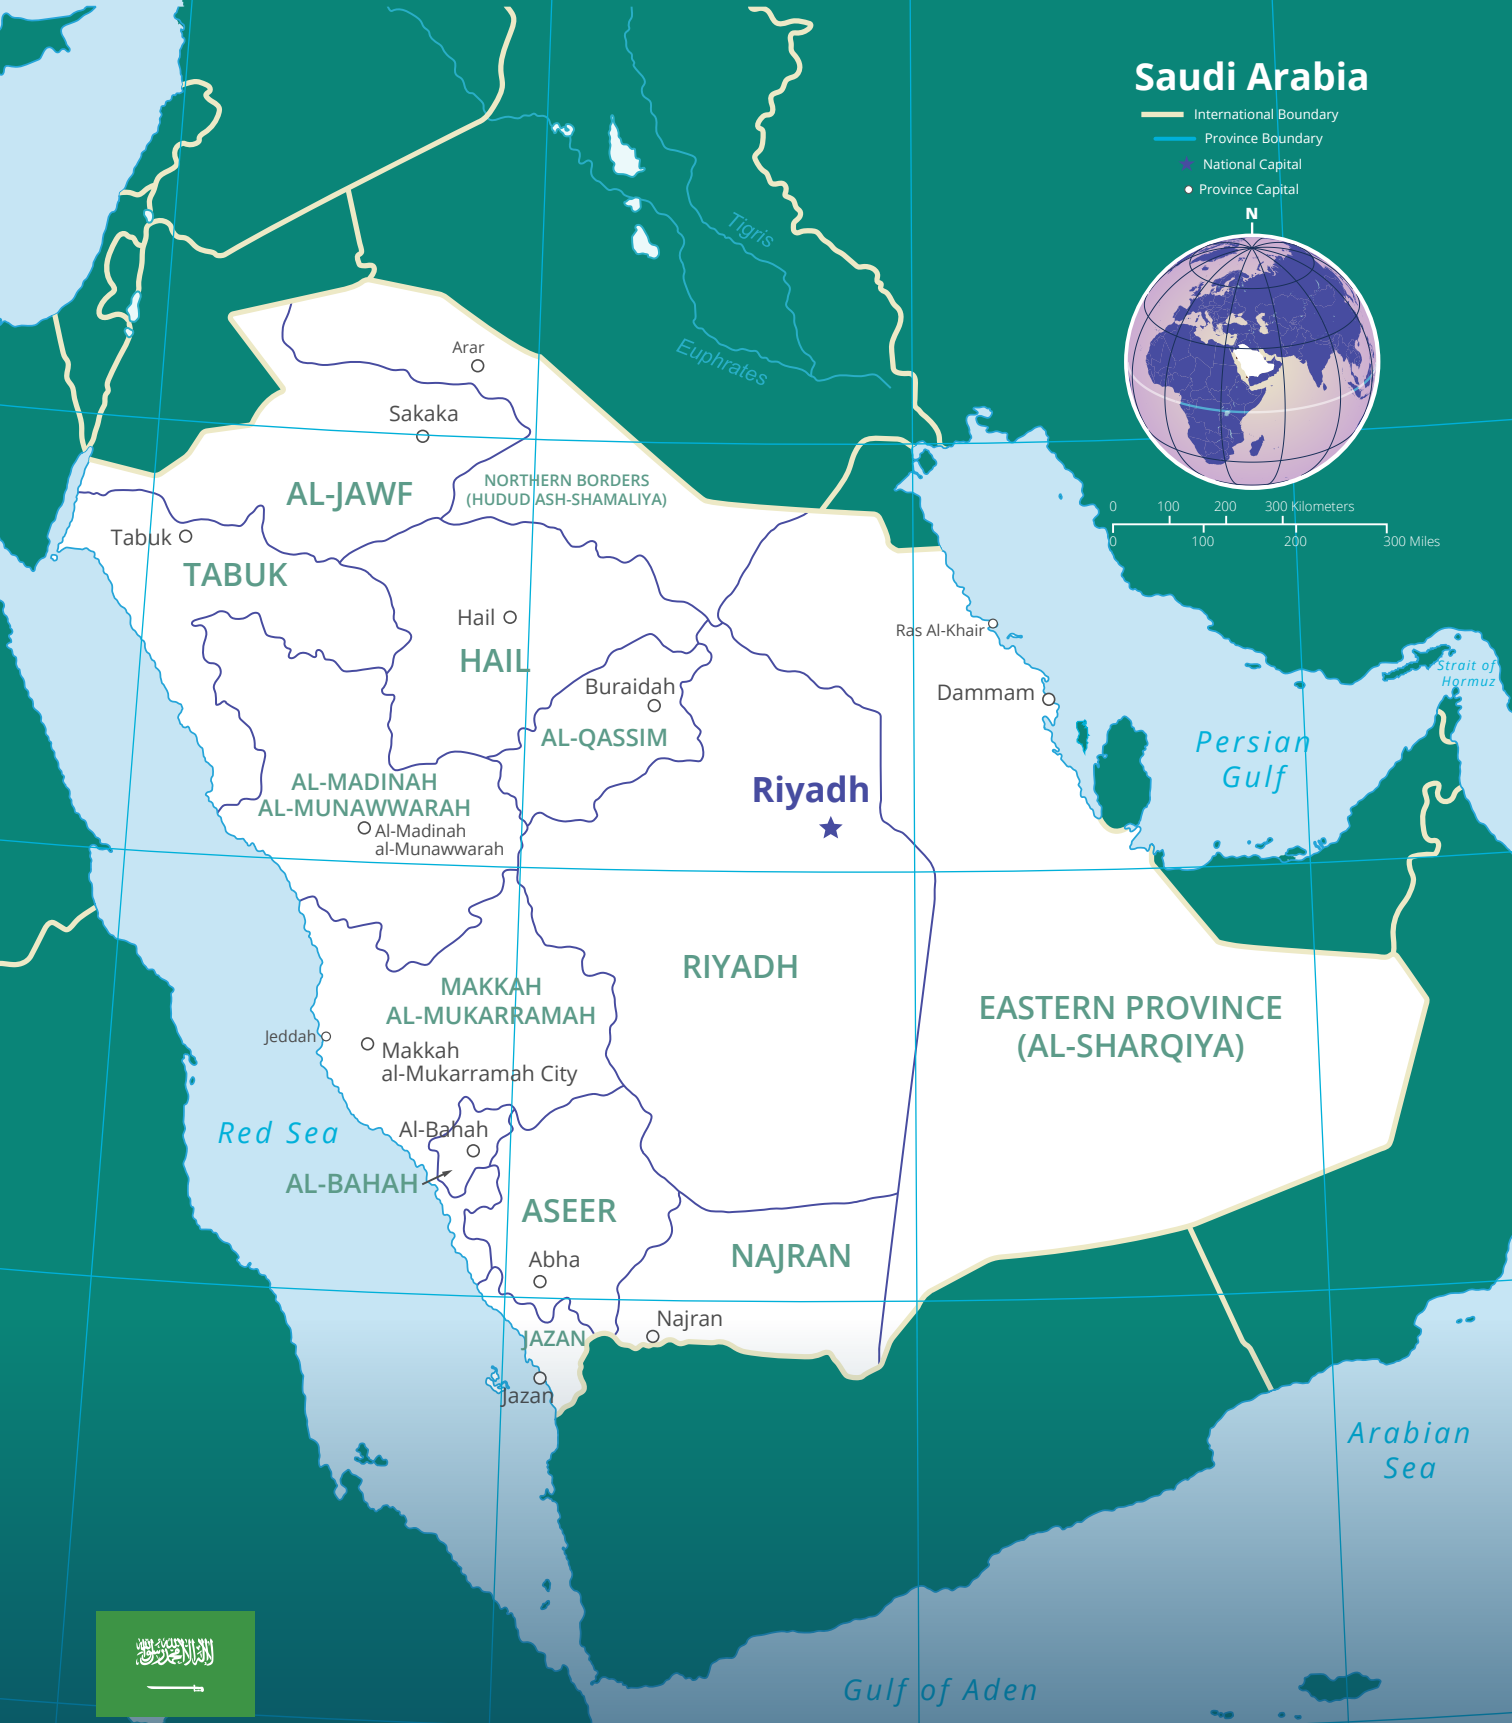 Saudi Arabia
International Boundary
Province Boundary
National Capital
Province Capital
N
0 100 200 300 Kilometers
0 100 200 300 Miles
Tigris
Euphrates
Arar
Sakaka
AL-JAWF
NORTHERN BORDERS
(HUDUD ASH-SHAMALIYA)
Tabuk
TABUK
Hail
HAIL
Ras Al-Khair
Dammam
Strait of
Hormuz
Persian
Gulf
Buraidah
AL-QASSIM
AL-MADINAH
AL-MUNAWWARAH
Al-Madinah
al-Munawwarah
Riyadh
RIYADH
MAKKAH
AL-MUKARRAMAH
Jeddah
Makkah
al-Mukarramah City
EASTERN PROVINCE
(AL-SHARQIYA)
Red Sea
Al-Bahah
AL-BAHAH
ASEER
Abha
NAJRAN
Najran
JAZAN
Jazan
Arabian
Sea
Gulf of Aden